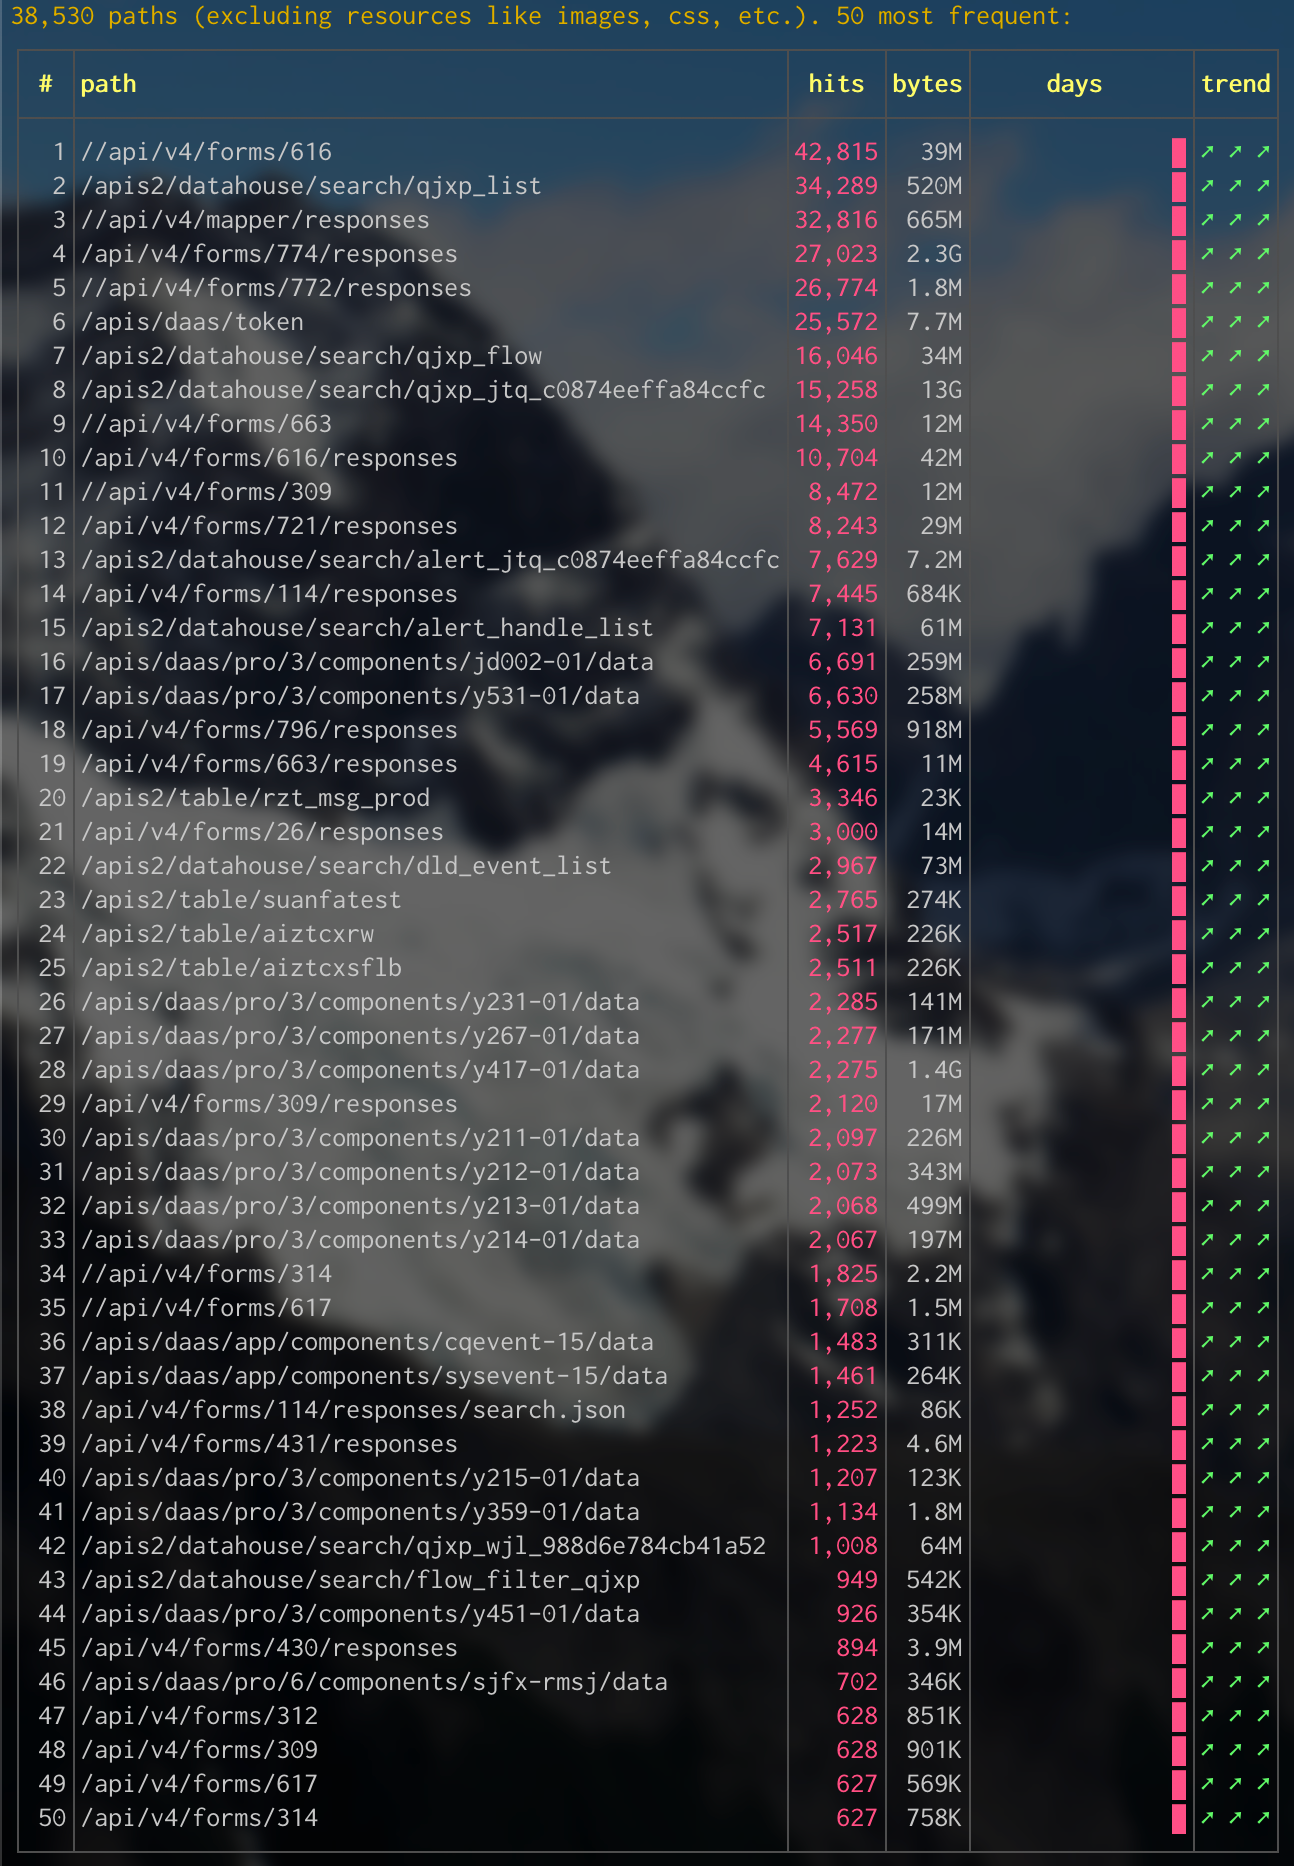 38,530 paths (excluding resources like images, css, etc.). 50 most frequent:
# path hits bytes days trend
1 //api/v4/forms/616 42,815 39M ➚ ➚ ➚
2 /apis2/datahouse/search/qjxp_list 34,289 520M ➚ ➚ ➚
3 //api/v4/mapper/responses 32,816 665M ➚ ➚ ➚
4 /api/v4/forms/774/responses 27,023 2.3G ➚ ➚ ➚
5 //api/v4/forms/772/responses 26,774 1.8M ➚ ➚ ➚
6 /apis/daas/token 25,572 7.7M ➚ ➚ ➚
7 /apis2/datahouse/search/qjxp_flow 16,046 34M ➚ ➚ ➚
8 /apis2/datahouse/search/qjxp_jtq_c0874eeffa84ccfc 15,258 13G ➚ ➚ ➚
9 //api/v4/forms/663 14,350 12M ➚ ➚ ➚
10 /api/v4/forms/616/responses 10,704 42M ➚ ➚ ➚
11 //api/v4/forms/309 8,472 12M ➚ ➚ ➚
12 /api/v4/forms/721/responses 8,243 29M ➚ ➚ ➚
13 /apis2/datahouse/search/alert_jtq_c0874eeffa84ccfc 7,629 7.2M ➚ ➚ ➚
14 /api/v4/forms/114/responses 7,445 684K ➚ ➚ ➚
15 /apis2/datahouse/search/alert_handle_list 7,131 61M ➚ ➚ ➚
16 /apis/daas/pro/3/components/jd002-01/data 6,691 259M ➚ ➚ ➚
17 /apis/daas/pro/3/components/y531-01/data 6,630 258M ➚ ➚ ➚
18 /api/v4/forms/796/responses 5,569 918M ➚ ➚ ➚
19 /api/v4/forms/663/responses 4,615 11M ➚ ➚ ➚
20 /apis2/table/rzt_msg_prod 3,346 23K ➚ ➚ ➚
21 /api/v4/forms/26/responses 3,000 14M ➚ ➚ ➚
22 /apis2/datahouse/search/dld_event_list 2,967 73M ➚ ➚ ➚
23 /apis2/table/suanfatest 2,765 274K ➚ ➚ ➚
24 /apis2/table/aiztcxrw 2,517 226K ➚ ➚ ➚
25 /apis2/table/aiztcxsflb 2,511 226K ➚ ➚ ➚
26 /apis/daas/pro/3/components/y231-01/data 2,285 141M ➚ ➚ ➚
27 /apis/daas/pro/3/components/y267-01/data 2,277 171M ➚ ➚ ➚
28 /apis/daas/pro/3/components/y417-01/data 2,275 1.4G ➚ ➚ ➚
29 /api/v4/forms/309/responses 2,120 17M ➚ ➚ ➚
30 /apis/daas/pro/3/components/y211-01/data 2,097 226M ➚ ➚ ➚
31 /apis/daas/pro/3/components/y212-01/data 2,073 343M ➚ ➚ ➚
32 /apis/daas/pro/3/components/y213-01/data 2,068 499M ➚ ➚ ➚
33 /apis/daas/pro/3/components/y214-01/data 2,067 197M ➚ ➚ ➚
34 //api/v4/forms/314 1,825 2.2M ➚ ➚ ➚
35 //api/v4/forms/617 1,708 1.5M ➚ ➚ ➚
36 /apis/daas/app/components/cqevent-15/data 1,483 311K ➚ ➚ ➚
37 /apis/daas/app/components/sysevent-15/data 1,461 264K ➚ ➚ ➚
38 /api/v4/forms/114/responses/search.json 1,252 86K ➚ ➚ ➚
39 /api/v4/forms/431/responses 1,223 4.6M ➚ ➚ ➚
40 /apis/daas/pro/3/components/y215-01/data 1,207 123K ➚ ➚ ➚
41 /apis/daas/pro/3/components/y359-01/data 1,134 1.8M ➚ ➚ ➚
42 /apis2/datahouse/search/qjxp_wjl_988d6e784cb41a52 1,008 64M ➚ ➚ ➚
43 /apis2/datahouse/search/flow_filter_qjxp 949 542K ➚ ➚ ➚
44 /apis/daas/pro/3/components/y451-01/data 926 354K ➚ ➚ ➚
45 /api/v4/forms/430/responses 894 3.9M ➚ ➚ ➚
46 /apis/daas/pro/6/components/sjfx-rmsj/data 702 346K ➚ ➚ ➚
47 /api/v4/forms/312 628 851K ➚ ➚ ➚
48 /api/v4/forms/309 628 901K ➚ ➚ ➚
49 /api/v4/forms/617 627 569K ➚ ➚ ➚
50 /api/v4/forms/314 627 758K ➚ ➚ ➚